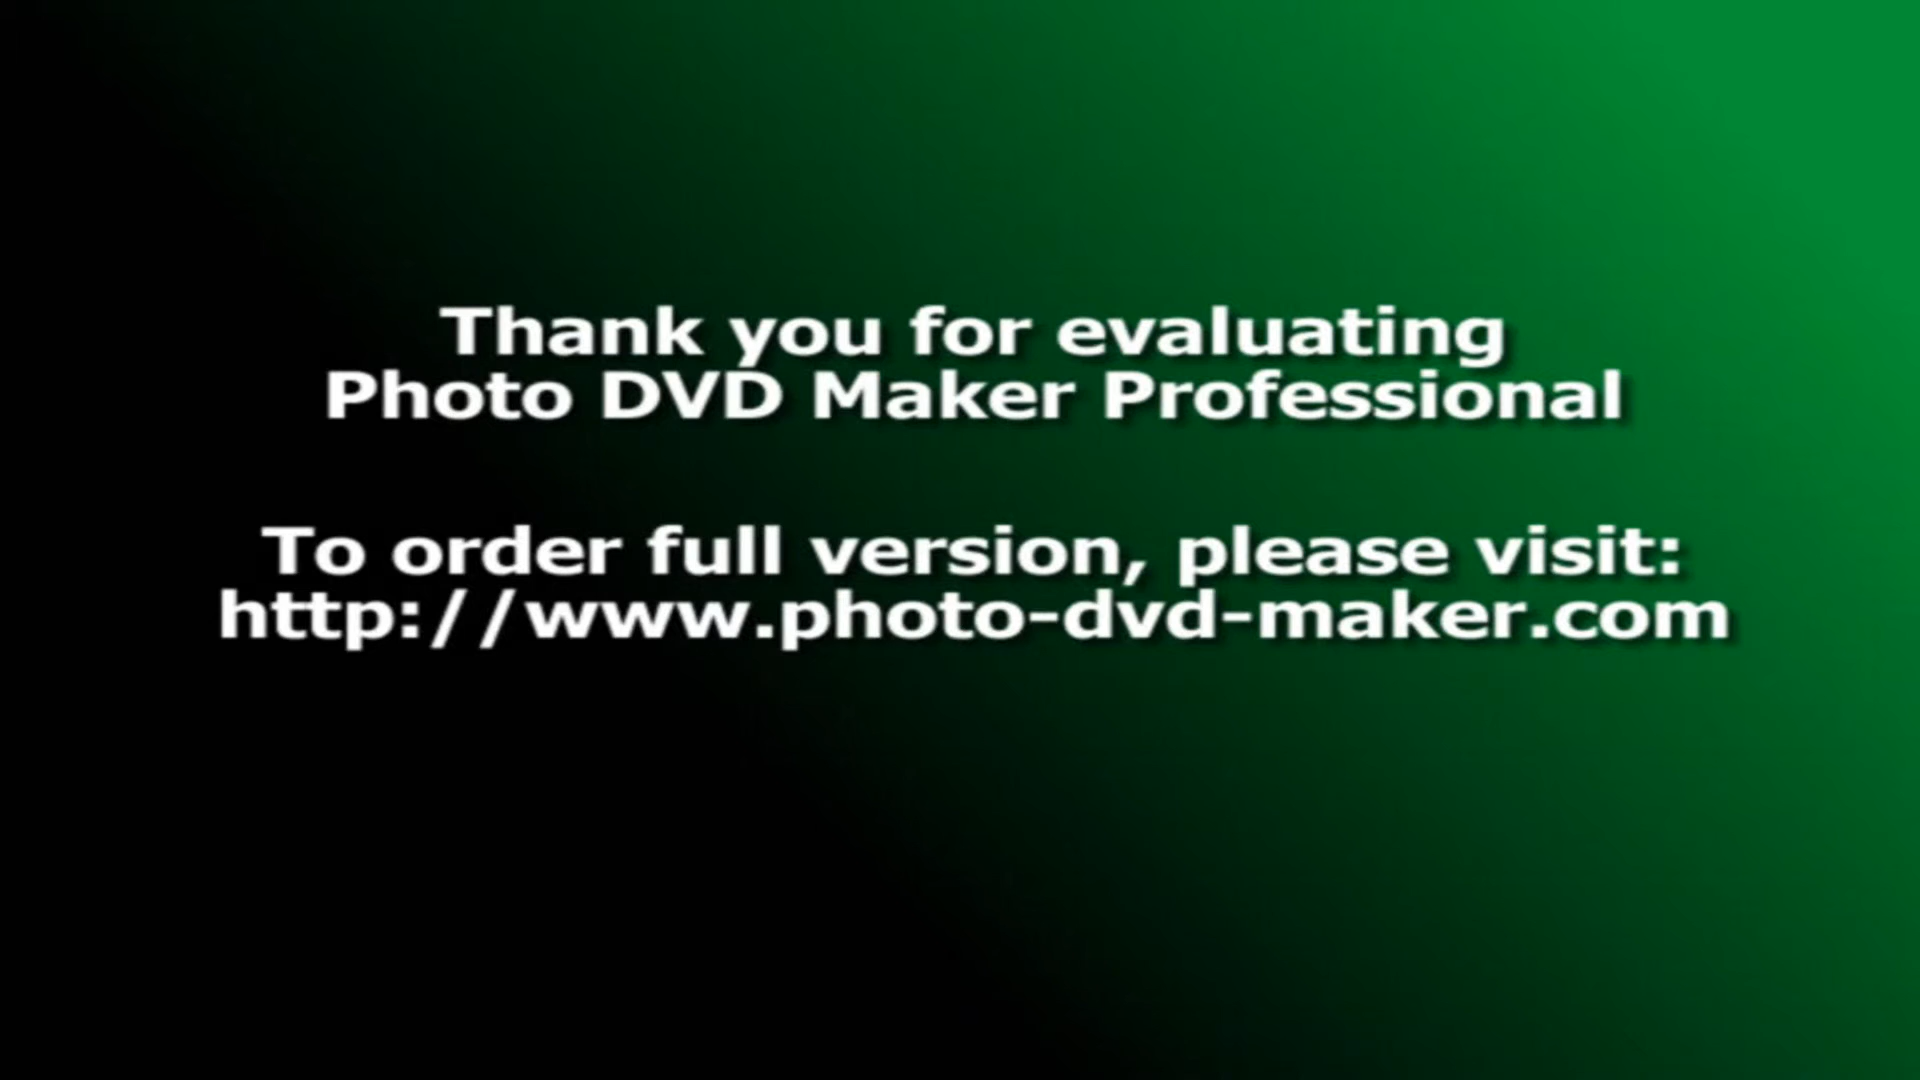 Thank you for evaluating
Photo DVD Maker Professional
To order full version, please visit:
http://www.photo-dvd-maker.com